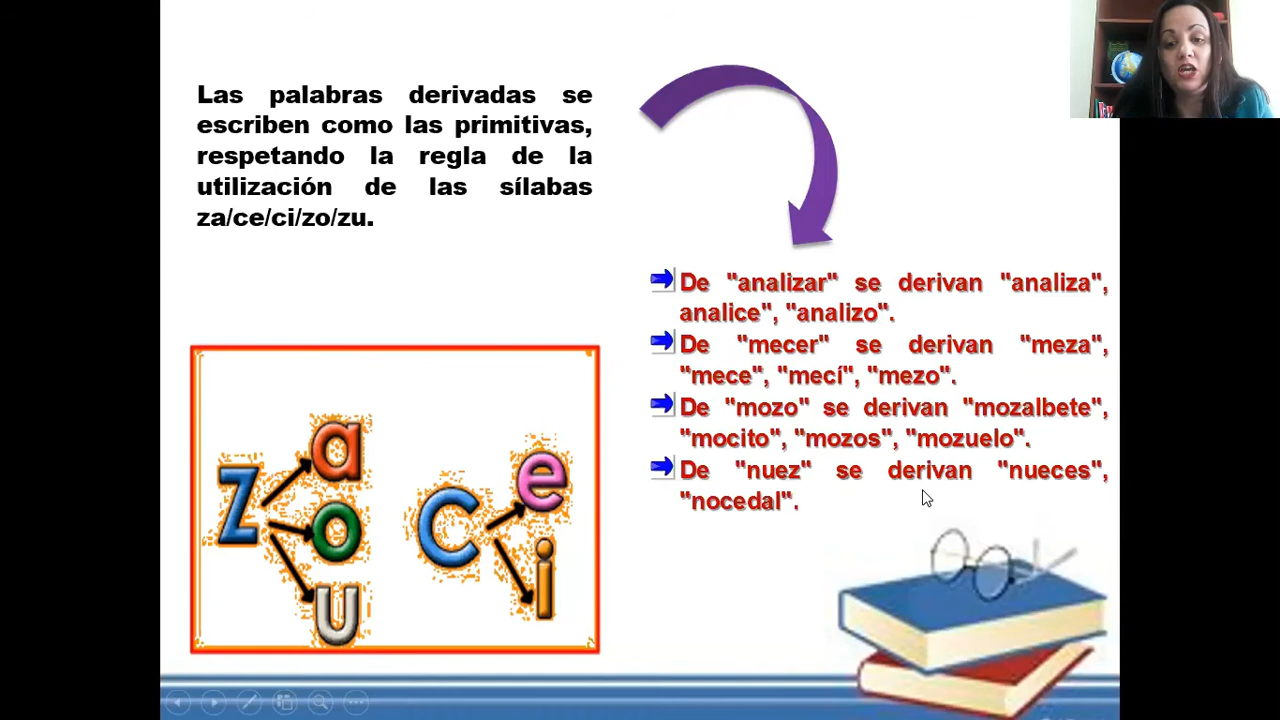 Las palabras derivadas se
escriben como las primitivas,
respetando la regla de la
utilización de las sílabas
za/ce/ci/zo/zu.
De "analizar" se derivan "analiza",
analice", "analizo".
De "mecer" se derivan "meza",
"mece", "mecí", "mezo".
De "mozo" se derivan "mozalbete",
"mocito", "mozos", "mozuelo".
De "nuez" se derivan "nueces",
"nocedal".
z a o u
c e i